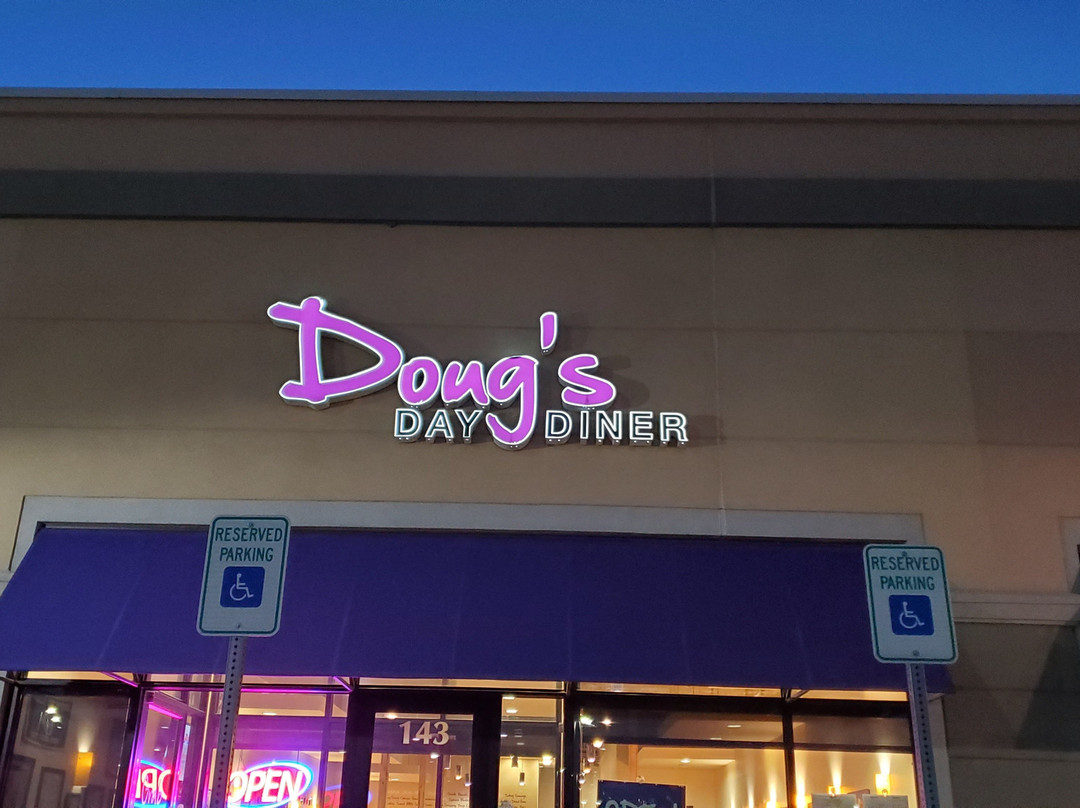 Doug's
DAY DINER
RESERVED
PARKING
RESERVED
PARKING
143
OPEN